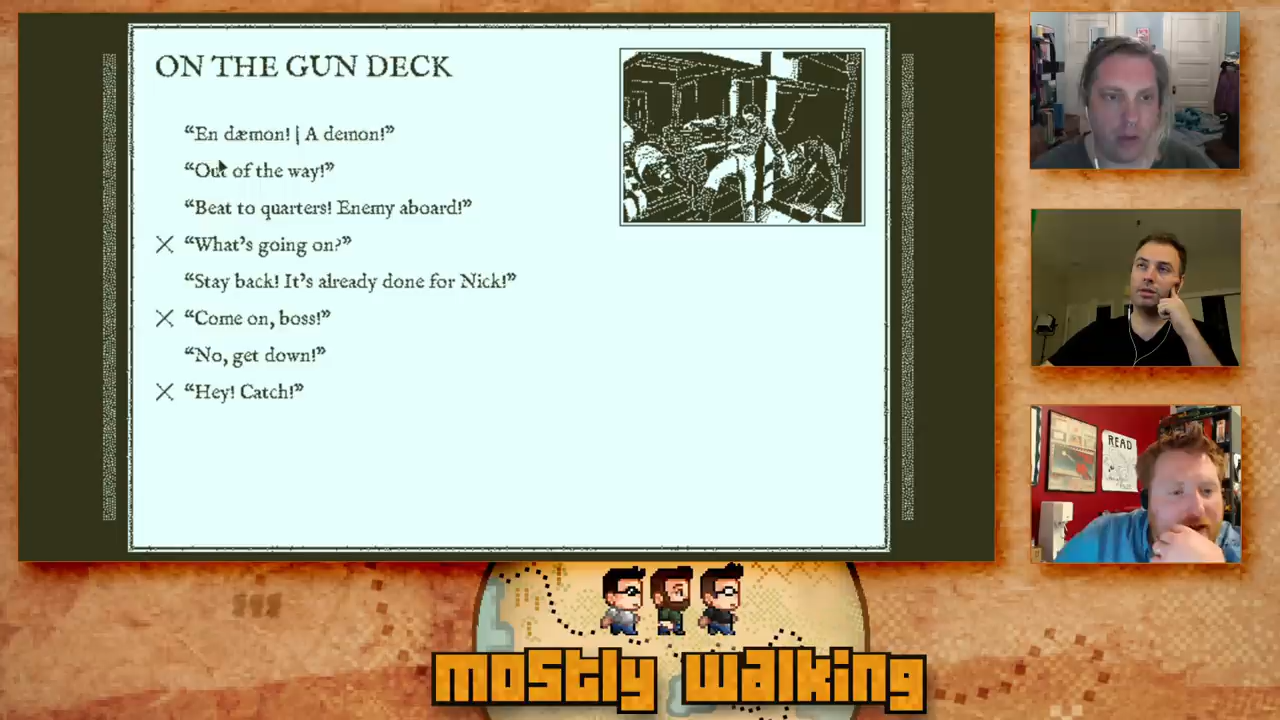 ON THE GUN DECK
“En dæmon! | A demon!”
“Out of the way!”
“Beat to quarters! Enemy aboard!”
“What's going on?”
“Stay back! It's already done for Nick!”
“Come on, boss!”
“No, get down!”
“Hey! Catch!”
READ
mostly walking